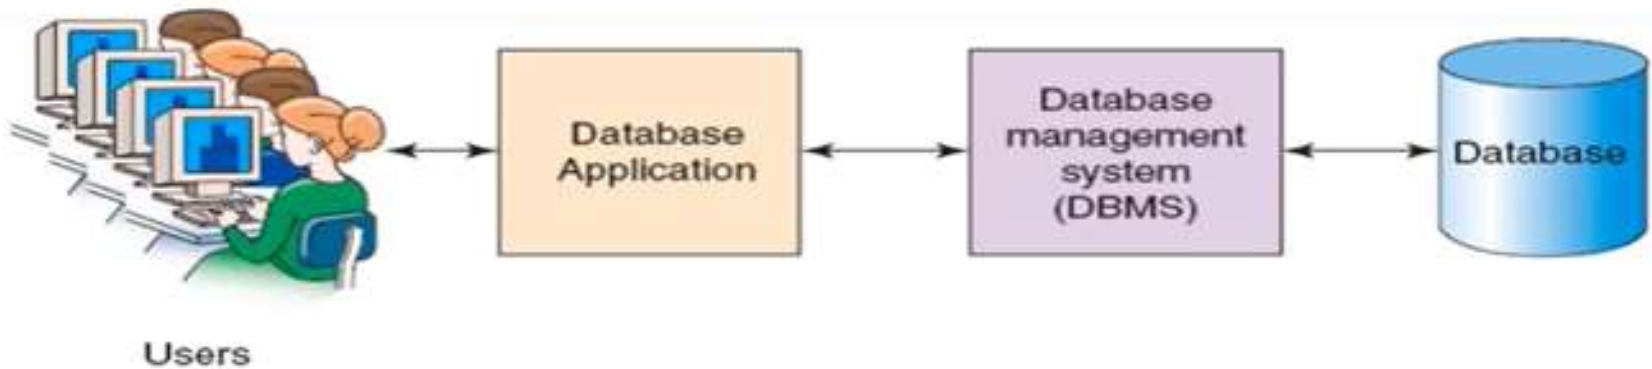 Database
Application
Database
management
system
(DBMS)
Database
Users